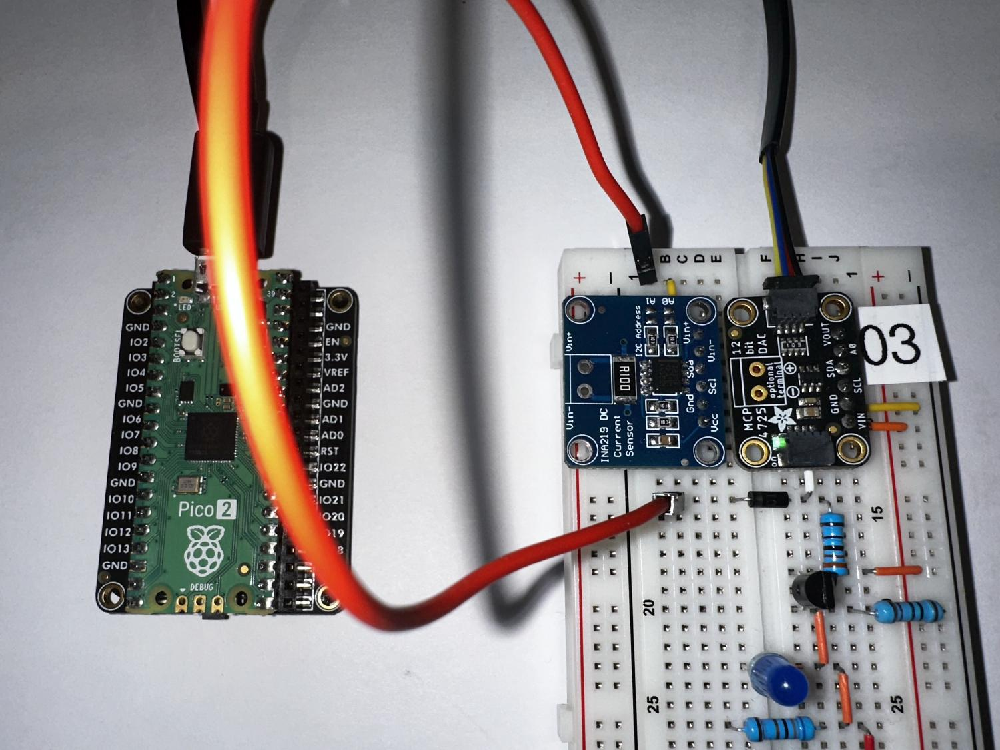 1
2
39
LED
BOOTSEL
GND
IO2
IO3
IO4
IO5
GND
IO6
IO7
IO8
IO9
GND
IO10
IO11
IO12
IO13
GND
GND
EN
3.3V
VREF
AD2
GND
AD1
AD0
RST
IO22
GND
IO21
IO20
Pico 2
DEBUG
+
−
1
B
C
D
E
F
H
I
J
1
+
−
A1
A0
I2C Address
Vin+
Vin-
R100
103
103
INA219 DC
Current
Sensor
Vin+
Vin-
Sda
Scl
Gnd
Vcc
12
bit
DAC
103
optional
terminal
+
−
MCP
4725
on
VOUT
A0
SDA
SCL
GND
VIN
03
15
20
25
25